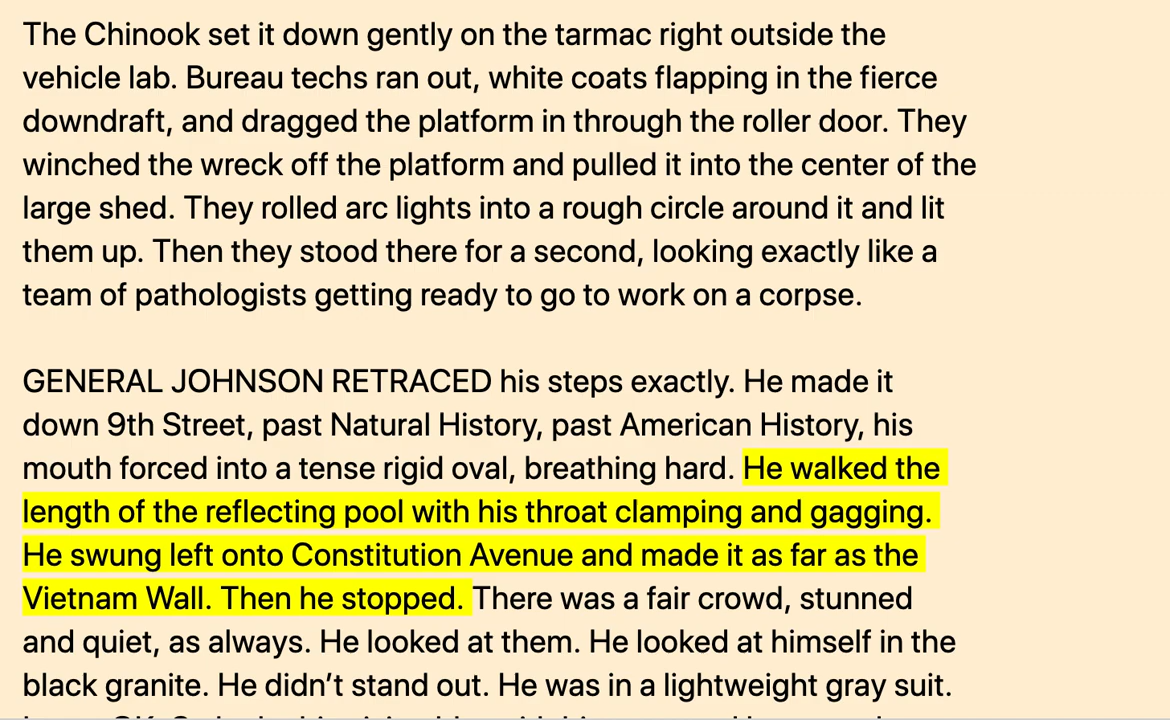 The Chinook set it down gently on the tarmac right outside the
vehicle lab. Bureau techs ran out, white coats flapping in the fierce
downdraft, and dragged the platform in through the roller door. They
winched the wreck off the platform and pulled it into the center of the
large shed. They rolled arc lights into a rough circle around it and lit
them up. Then they stood there for a second, looking exactly like a
team of pathologists getting ready to go to work on a corpse.
GENERAL JOHNSON RETRACED his steps exactly. He made it
down 9th Street, past Natural History, past American History, his
mouth forced into a tense rigid oval, breathing hard. He walked the
length of the reflecting pool with his throat clamping and gagging.
He swung left onto Constitution Avenue and made it as far as the
Vietnam Wall. Then he stopped. There was a fair crowd, stunned
and quiet, as always. He looked at them. He looked at himself in the
black granite. He didn’t stand out. He was in a lightweight gray suit.